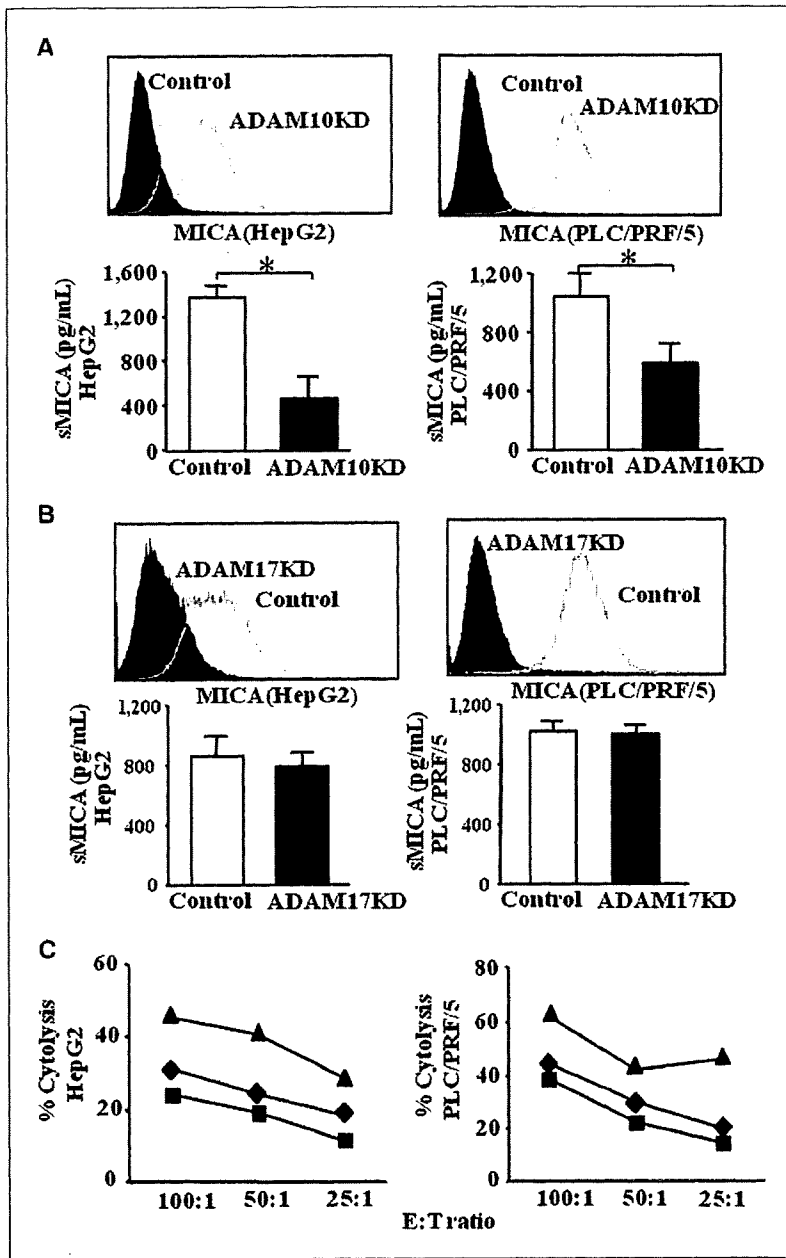 A
Control
ADAM10KD
MICA(HepG2)
Control
ADAM10KD
MICA(PLC/PRF/5)
sMICA (pg/mL)
HepG2
1,600
1,200
800
400
0
*
Control ADAM10KD
sMICA (pg/mL)
PLC/PRF/5
1,200
800
400
0
*
Control ADAM10KD
B
ADAM17KD
Control
MICA(HepG2)
ADAM17KD
Control
MICA(PLC/PRF/5)
sMICA (pg/mL)
HepG2
1,200
800
400
0
Control ADAM17KD
sMICA (pg/mL)
PLC/PRF/5
1,200
800
400
0
Control ADAM17KD
C
% Cytolysis
HepG2
60
40
20
0
100:1 50:1 25:1
% Cytolysis
PLC/PRF/5
80
60
40
20
0
100:1 50:1 25:1
E:T ratio